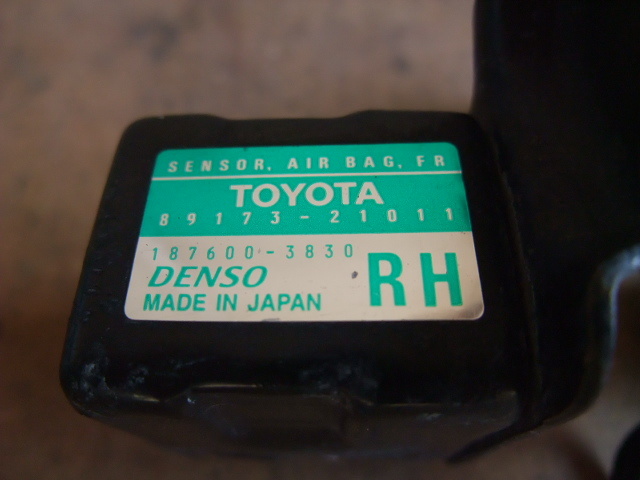 SENSOR, AIR BAG, FR
TOYOTA
89173-21011
187600-3830
DENSO
MADE IN JAPAN
RH